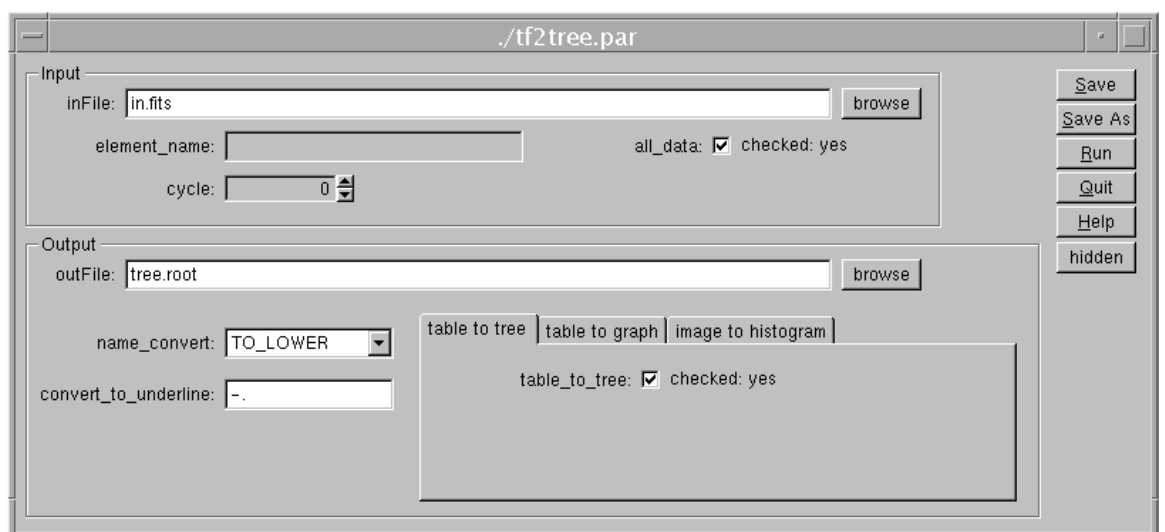 ./tf2tree.par
Input
inFile: in.fits browse
element_name: all_data: checked: yes
cycle: 0
Save
Save As
Run
Quit
Help
hidden
Output
outFile: tree.root browse
name_convert: TO_LOWER
convert_to_underline: -.
table to tree table to graph image to histogram
table_to_tree: checked: yes